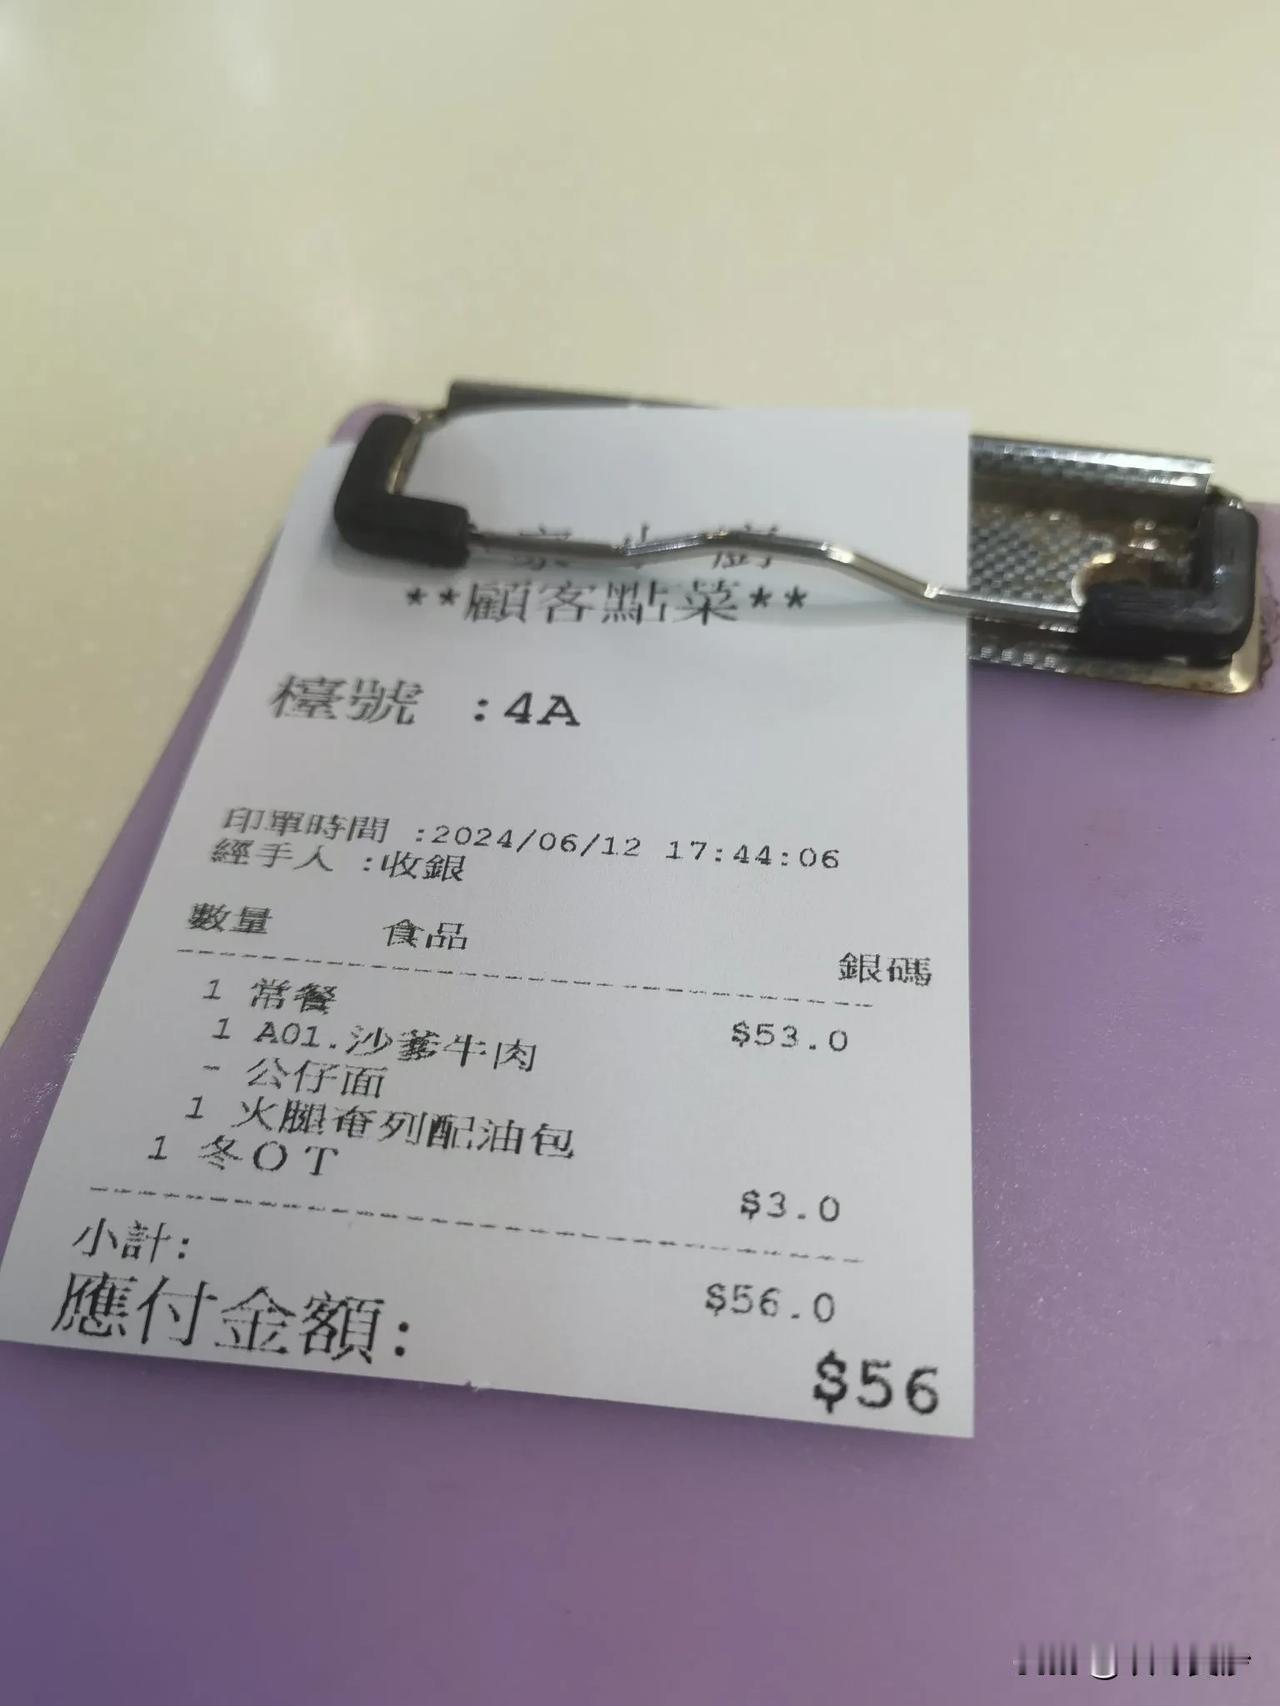 **顧客點菜**
檯號 :4A
印單時間 :2024/06/12 17:44:06
經手人 :收銀
數量 食品 銀碼
1 常餐 $53.0
1 A01.沙爹牛肉
- 公仔面
1 火腿奄列配油包
1 冬OT $3.0
小計: $56.0
應付金額: $56